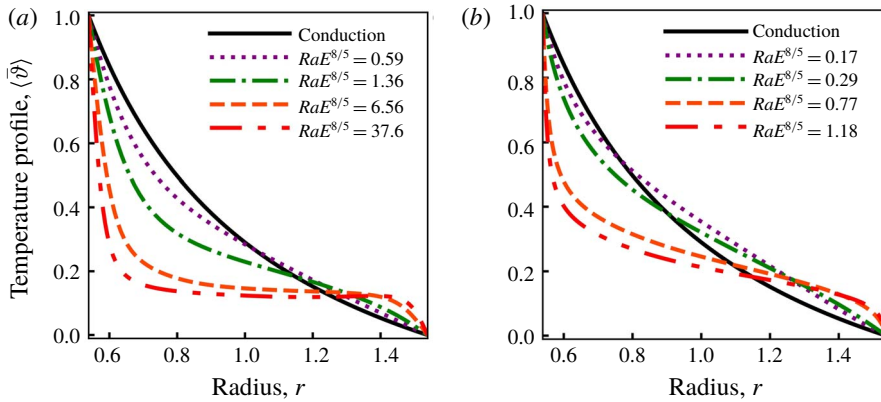 (a)
Temperature profile, ⟨ϑ̄⟩
1.0
0.8
0.6
0.4
0.2
0.0
Conduction
RaE^{8/5} = 0.59
RaE^{8/5} = 1.36
RaE^{8/5} = 6.56
RaE^{8/5} = 37.6
0.6 0.8 1.0 1.2 1.4
Radius, r
(b)
1.0
0.8
0.6
0.4
0.2
0.0
Conduction
RaE^{8/5} = 0.17
RaE^{8/5} = 0.29
RaE^{8/5} = 0.77
RaE^{8/5} = 1.18
0.6 0.8 1.0 1.2 1.4
Radius, r